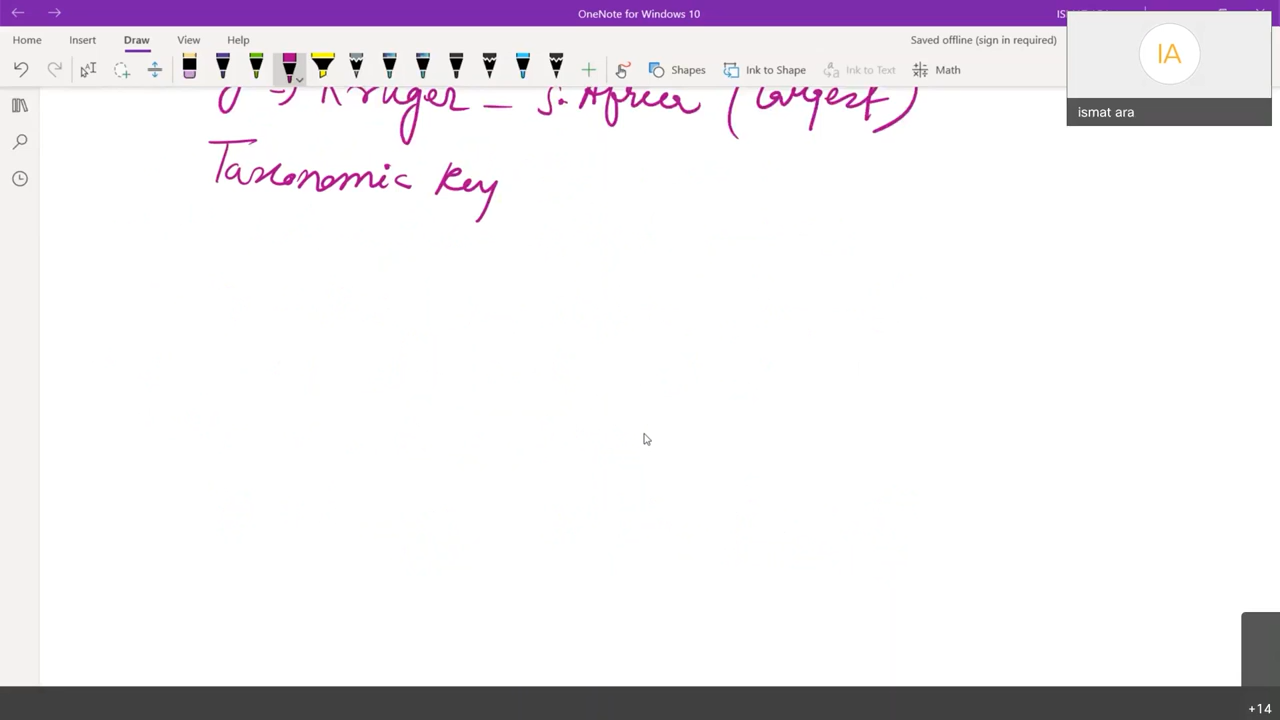 OneNote for Windows 10
Home Insert Draw View Help
Saved offline (sign in required)
Shapes Ink to Shape Ink to Text Math
IA
ismat ara
Kruger - S. Africa (largest)
Taxonomic Key
+14